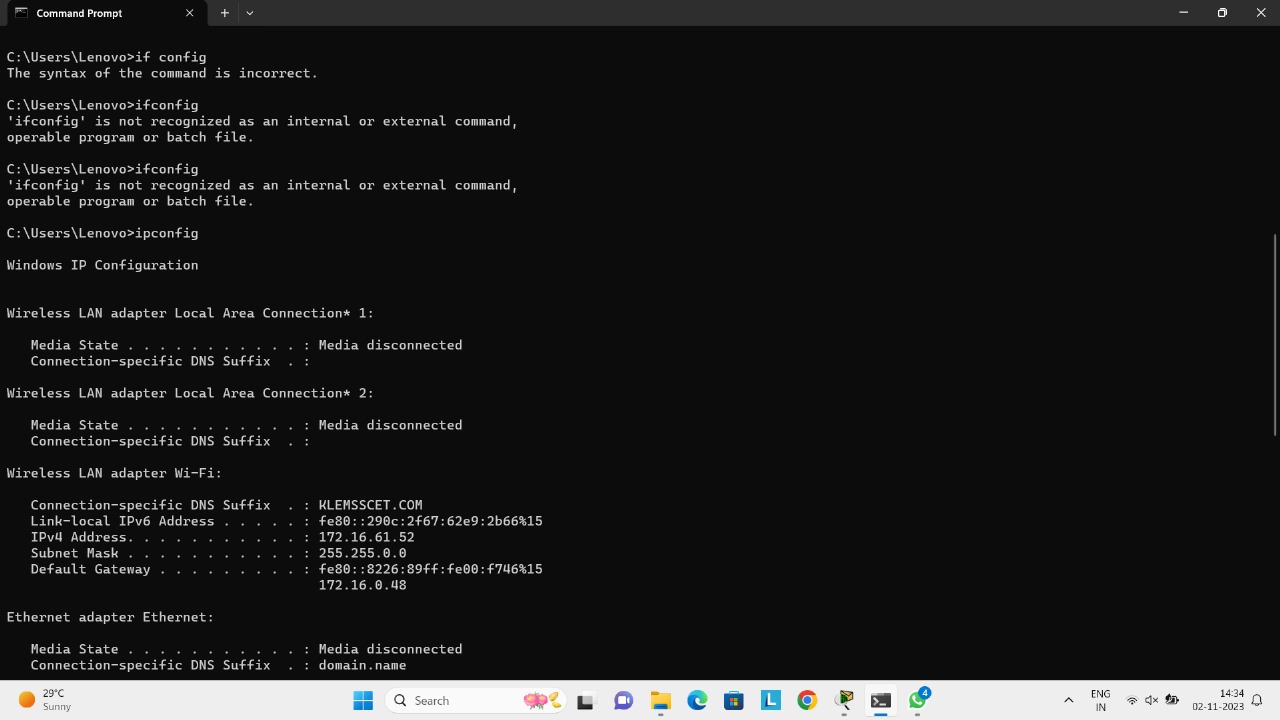 Command Prompt
C:\Users\Lenovo>if config
The syntax of the command is incorrect.
C:\Users\Lenovo>ifconfig
'ifconfig' is not recognized as an internal or external command,
operable program or batch file.
C:\Users\Lenovo>ifconfig
'ifconfig' is not recognized as an internal or external command,
operable program or batch file.
C:\Users\Lenovo>ipconfig
Windows IP Configuration
Wireless LAN adapter Local Area Connection* 1:
Media State . . . . . . . . . . . : Media disconnected
Connection-specific DNS Suffix  . :
Wireless LAN adapter Local Area Connection* 2:
Media State . . . . . . . . . . . : Media disconnected
Connection-specific DNS Suffix  . :
Wireless LAN adapter Wi-Fi:
Connection-specific DNS Suffix  . : KLEMSSCET.COM
Link-local IPv6 Address . . . . . : fe80::290c:2f67:62e9:2b66%15
IPv4 Address. . . . . . . . . . . : 172.16.61.52
Subnet Mask . . . . . . . . . . . : 255.255.0.0
Default Gateway . . . . . . . . . : fe80::8226:89ff:fe00:f746%15
172.16.0.48
Ethernet adapter Ethernet:
Media State . . . . . . . . . . . : Media disconnected
Connection-specific DNS Suffix  . : domain.name
29°C
Sunny
Search
L
4
ENG
IN
14:34
02-11-2023